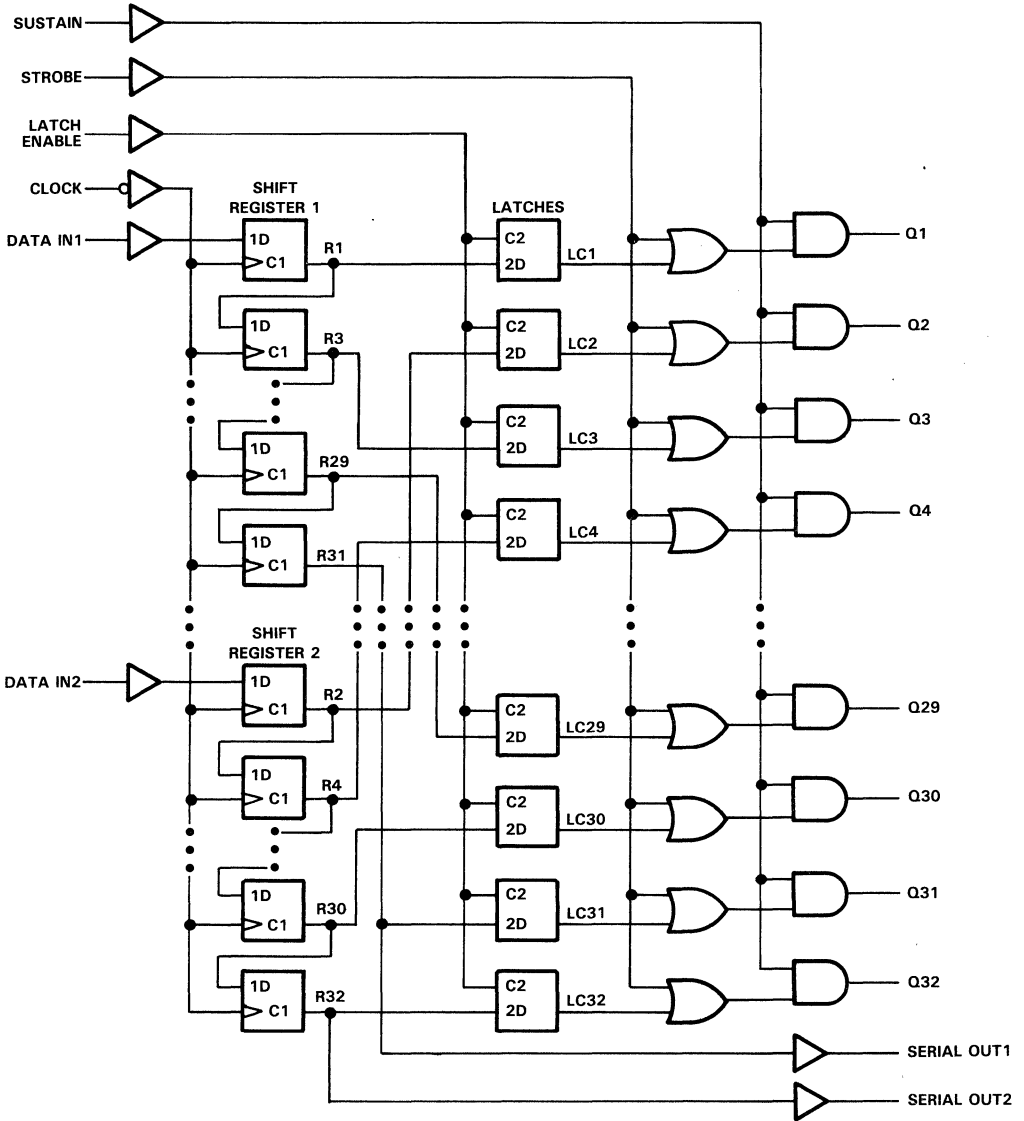 SUSTAIN
STROBE
LATCH
ENABLE
CLOCK
DATA IN1
SHIFT
REGISTER 1
1D
C1
R1
1D
C1
R3
1D
C1
R29
1D
C1
R31
DATA IN2
SHIFT
REGISTER 2
1D
C1
R2
1D
C1
R4
1D
C1
R30
1D
C1
R32
LATCHES
C2
2D
LC1
Q1
C2
2D
LC2
Q2
C2
2D
LC3
Q3
C2
2D
LC4
Q4
C2
2D
LC29
Q29
C2
2D
LC30
Q30
C2
2D
LC31
Q31
C2
2D
LC32
Q32
SERIAL OUT1
SERIAL OUT2